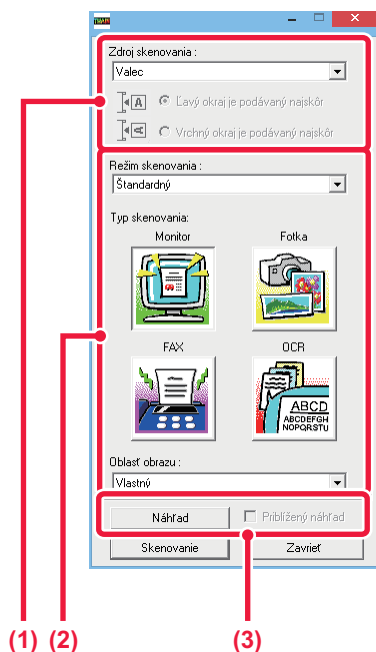 Zdroj skenovania :
Valec
A
Ľavý okraj je podávaný najskôr
A
Vrchný okraj je podávaný najskôr
Režim skenovania :
Štandardný
Typ skenovania:
Monitor
Fotka
FAX
OCR
ABCD
ABCDEFGH
NOPQRSTU
Oblasť obrazu :
Vlastný
Náhľad
Priblížený náhľad
Skenovanie
Zavrieť
(1) (2) (3)